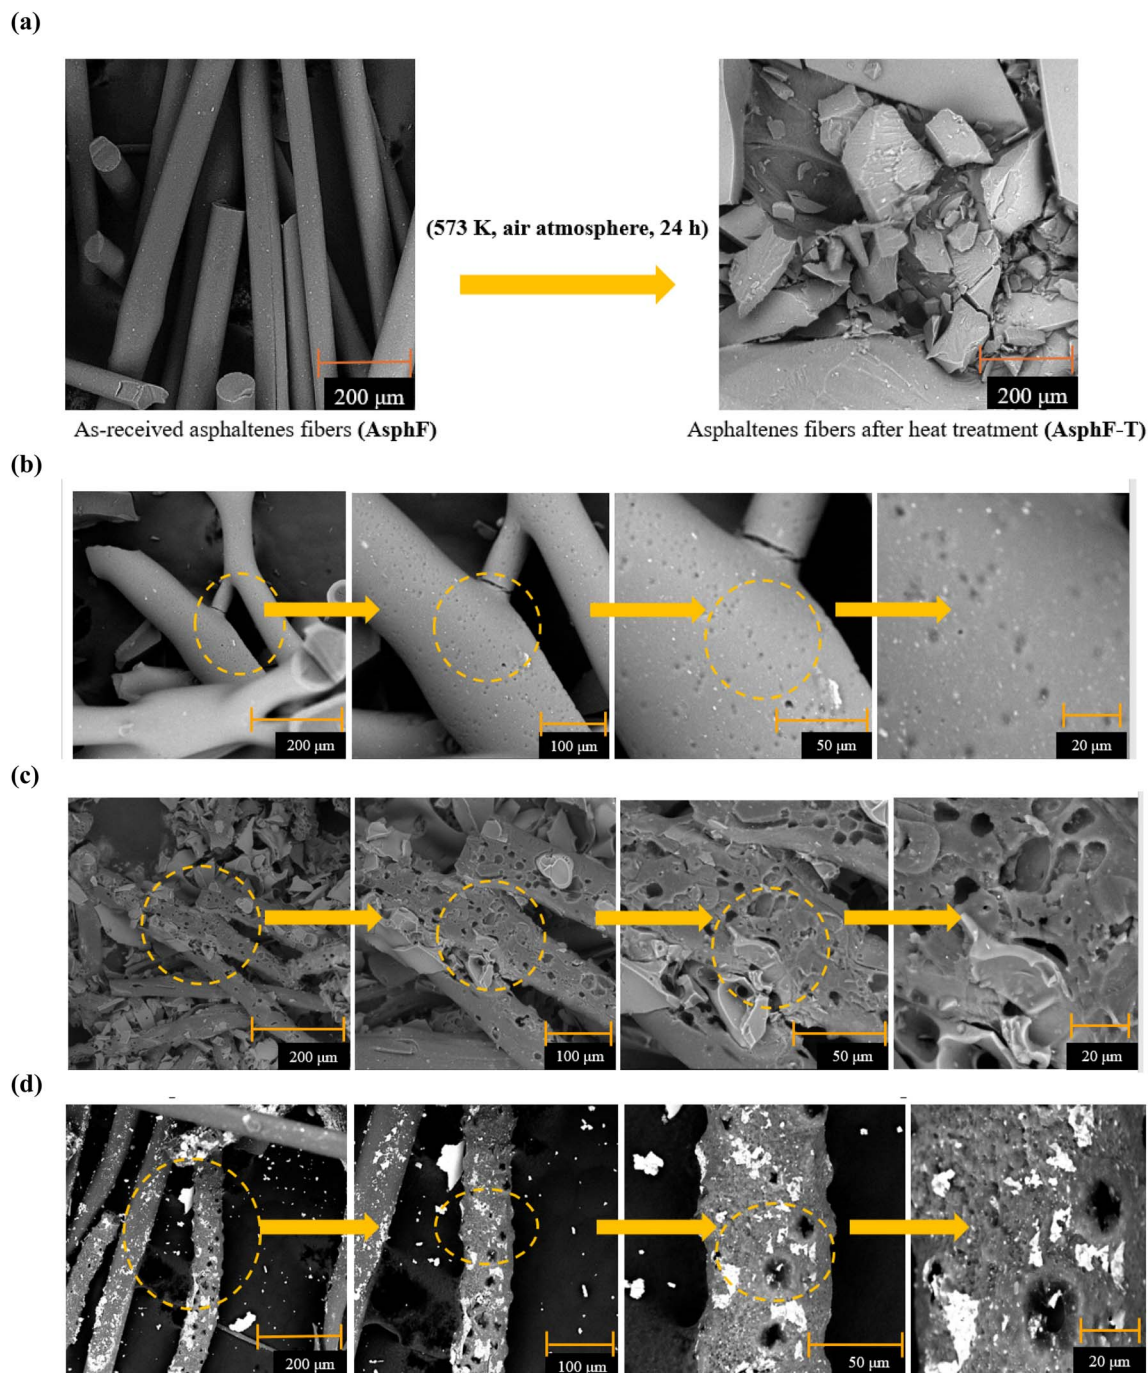 (a)
(573 K, air atmosphere, 24 h)
200 μm
200 μm
As-received asphaltenes fibers (AsphF)
Asphaltenes fibers after heat treatment (AsphF-T)
(b)
200 μm
100 μm
50 μm
20 μm
(c)
200 μm
100 μm
50 μm
20 μm
(d)
200 μm
100 μm
50 μm
20 μm